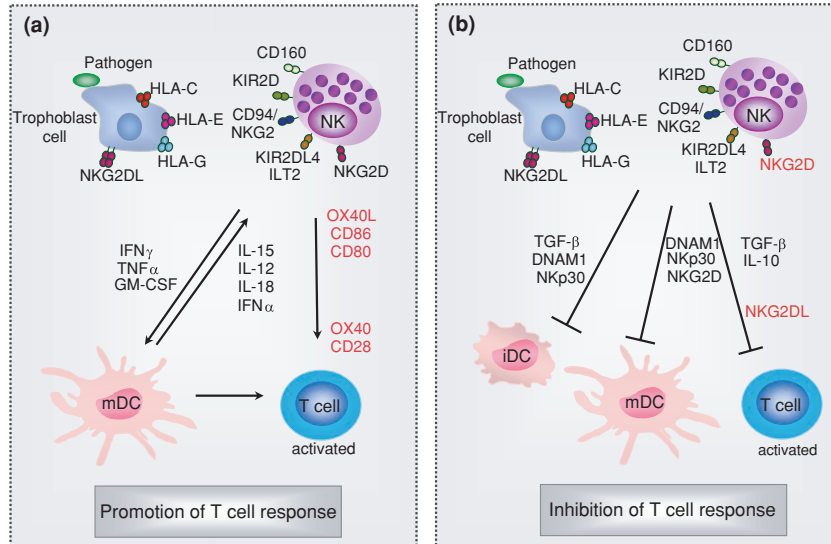 (a)
Pathogen
Trophoblast
cell
HLA-C
HLA-E
HLA-G
NKG2DL
CD160
KIR2D
CD94/
NKG2
KIR2DL4
ILT2
NK
NKG2D
IFNγ
TNFα
GM-CSF
IL-15
IL-12
IL-18
IFNα
OX40L
CD86
CD80
OX40
CD28
mDC
T cell
activated
Promotion of T cell response
(b)
Pathogen
Trophoblast
cell
HLA-C
HLA-E
HLA-G
NKG2DL
CD160
KIR2D
CD94/
NKG2
KIR2DL4
ILT2
NK
NKG2D
TGF-β
DNAM1
NKp30
DNAM1
NKp30
NKG2D
TGF-β
IL-10
NKG2DL
iDC
mDC
T cell
activated
Inhibition of T cell response